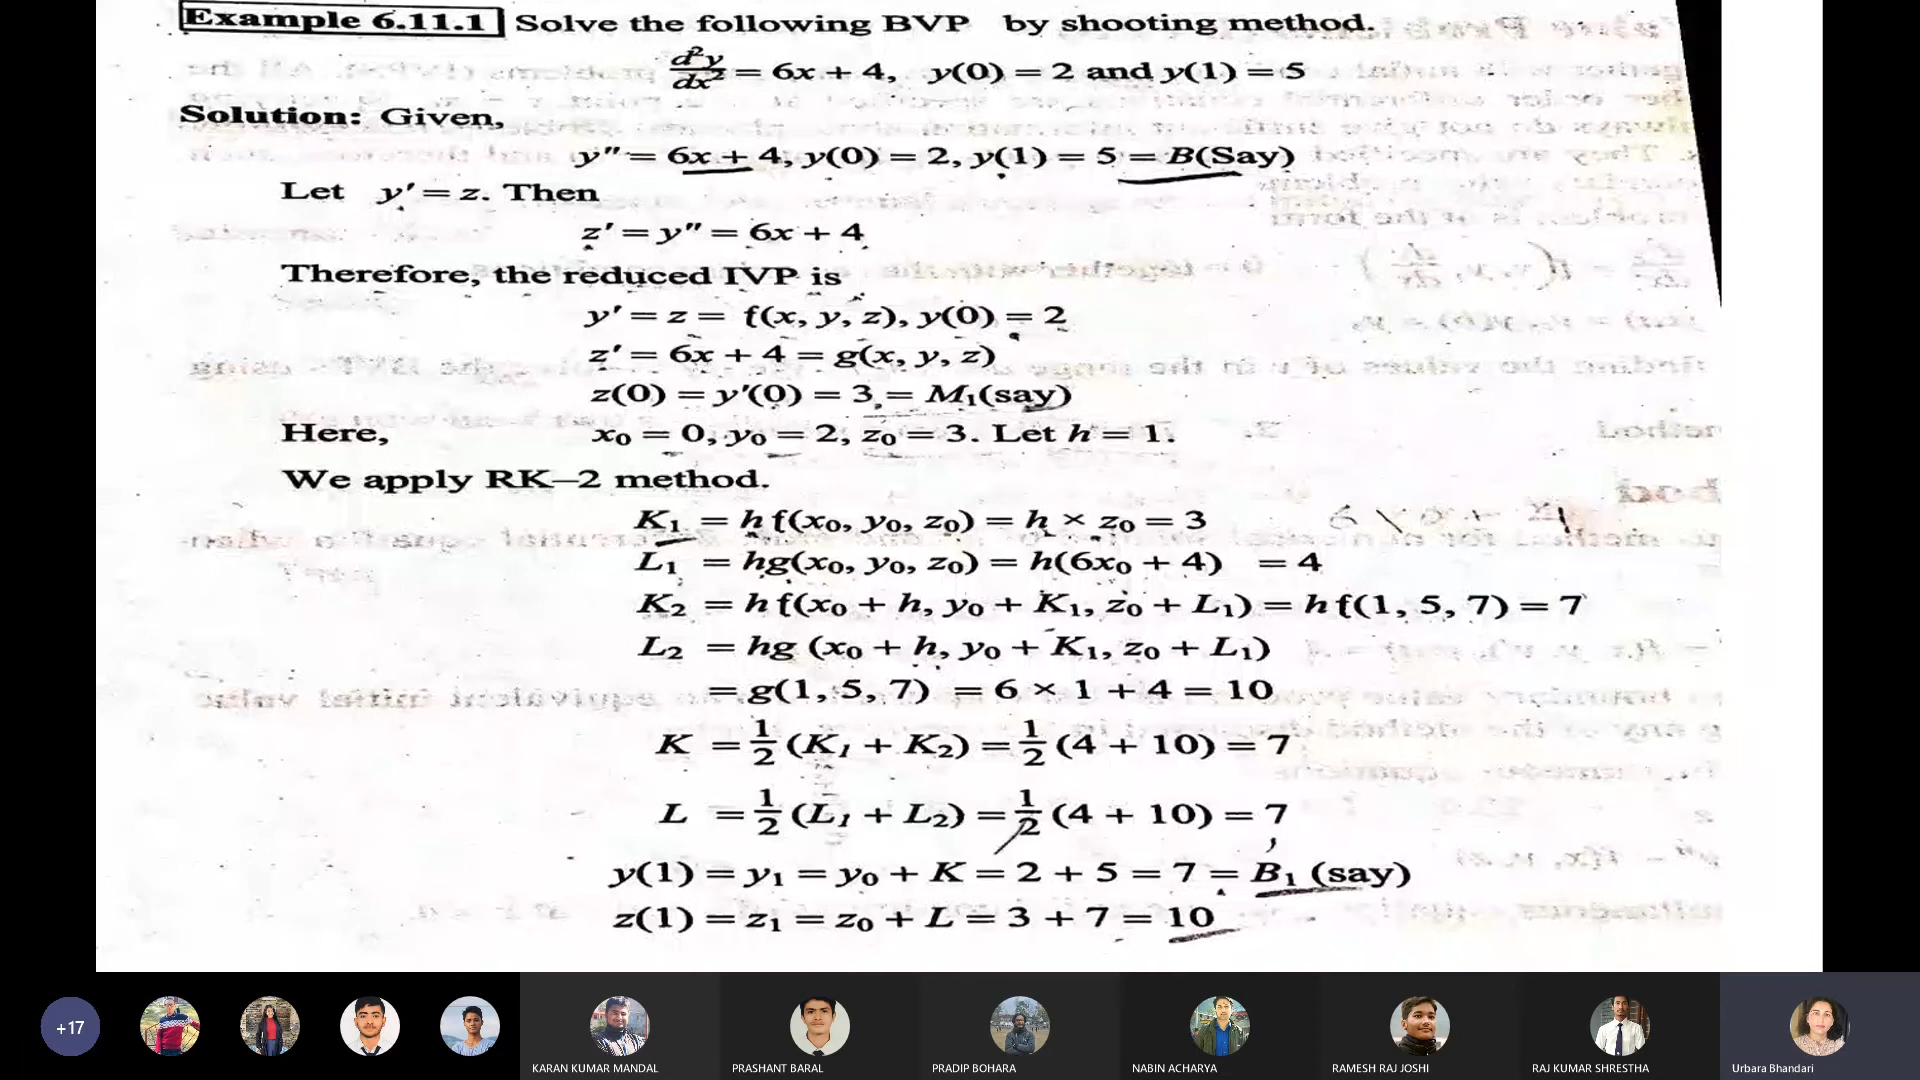 Example 6.11.1 Solve the following BVP by shooting method.
d²y/dx² = 6x + 4, y(0) = 2 and y(1) = 5
Solution: Given,
y″ = 6x + 4, y(0) = 2, y(1) = 5 = B(Say)
Let y′ = z. Then
z′ = y″ = 6x + 4
Therefore, the reduced IVP is
y′ = z = f(x, y, z), y(0) = 2
z′ = 6x + 4 = g(x, y, z)
z(0) = y′(0) = 3 = M₁(say)
Here, x₀ = 0, y₀ = 2, z₀ = 3. Let h = 1.
We apply RK–2 method.
K₁ = h f(x₀, y₀, z₀) = h × z₀ = 3
L₁ = hg(x₀, y₀, z₀) = h(6x₀ + 4) = 4
K₂ = h f(x₀ + h, y₀ + K₁, z₀ + L₁) = h f(1, 5, 7) = 7
L₂ = hg (x₀ + h, y₀ + K₁, z₀ + L₁)
= g(1, 5, 7) = 6 × 1 + 4 = 10
K = 1/2 (K₁ + K₂) = 1/2 (4 + 10) = 7
L = 1/2 (L₁ + L₂) = 1/2 (4 + 10) = 7
y(1) = y₁ = y₀ + K = 2 + 5 = 7 = B₁ (say)
z(1) = z₁ = z₀ + L = 3 + 7 = 10
+17
KARAN KUMAR MANDAL
PRASHANT BARAL
PRADIP BOHARA
NABIN ACHARYA
RAMESH RAJ JOSHI
RAJ KUMAR SHRESTHA
Urbara Bhandari